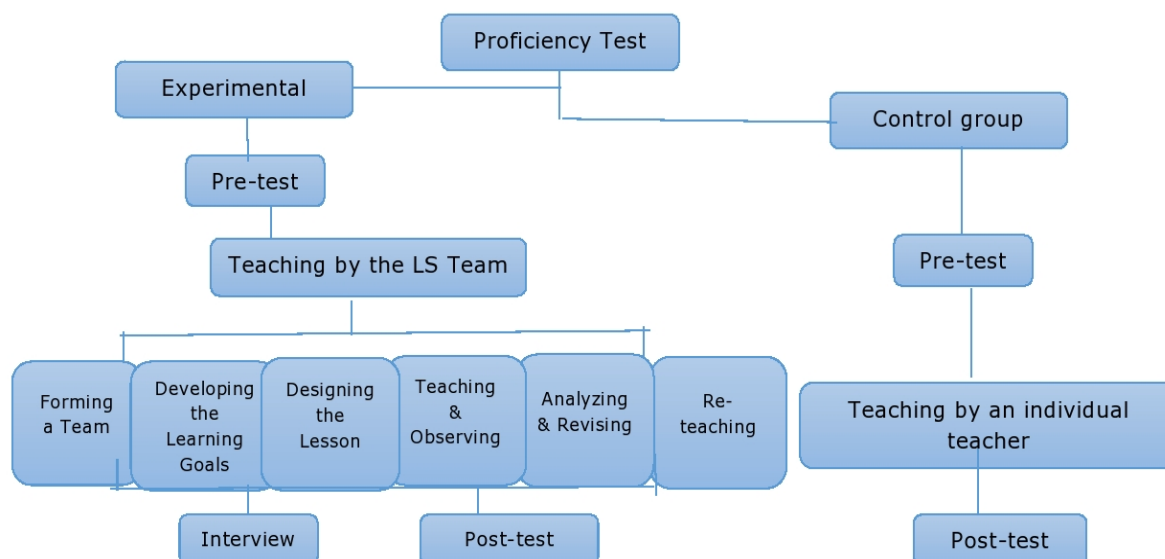 Proficiency Test
Experimental
Control group
Pre-test
Pre-test
Teaching by the LS Team
Forming
a Team
Developing
the
Learning
Goals
Designing
the
Lesson
Teaching
&
Observing
Analyzing
& Revising
Re-
teaching
Teaching by an individual
teacher
Interview
Post-test
Post-test